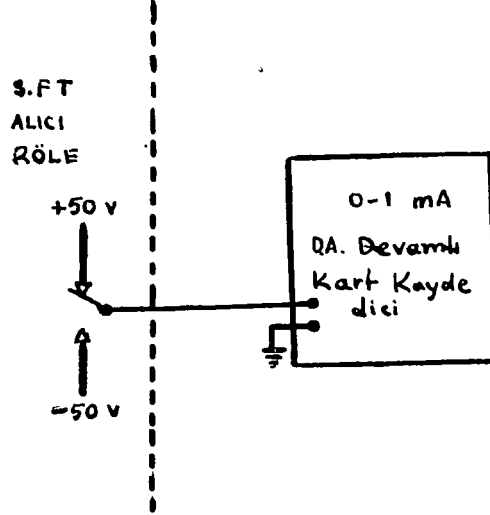 S.FT
ALICI
RÖLE
+50 v
-50 v
0-1 mA
DA. Devamlı
Kart Kayde
dici